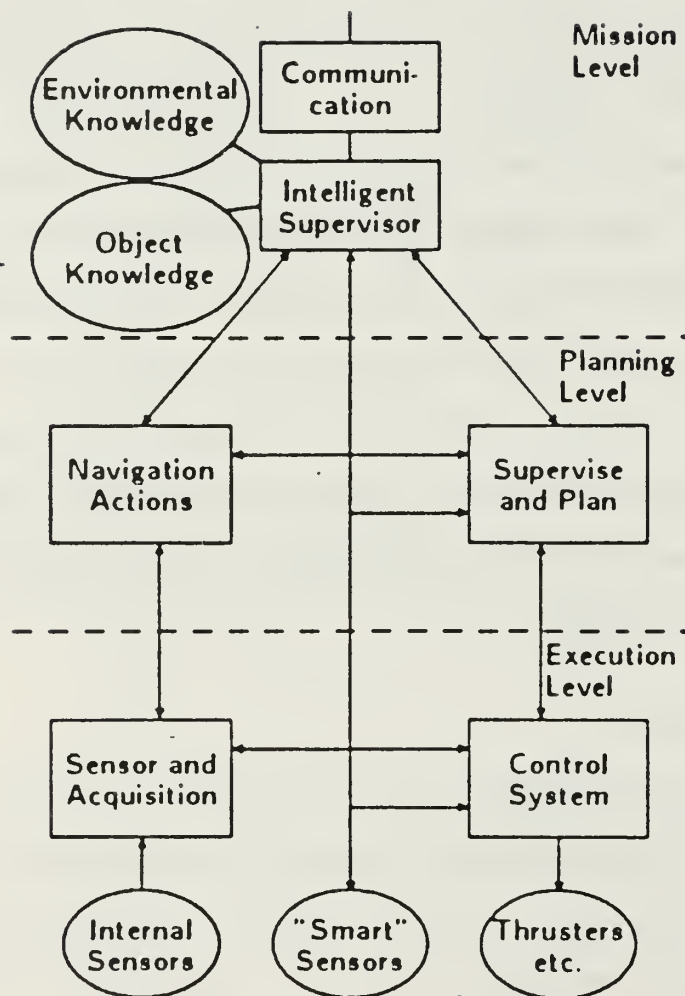 Mission
Level
Environmental
Knowledge
Communi-
cation
Intelligent
Supervisor
Object
Knowledge
Planning
Level
Navigation
Actions
Supervise
and Plan
Execution
Level
Sensor and
Acquisition
Control
System
Internal
Sensors
"Smart"
Sensors
Thrusters
etc.